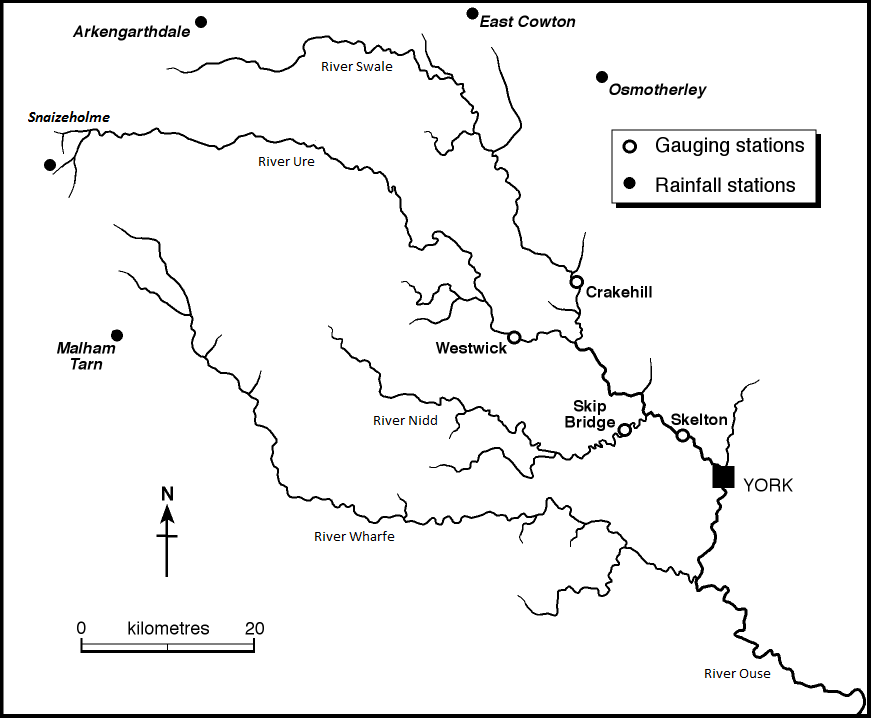 Arkengarthdale
East Cowton
River Swale
Osmotherley
Snaizeholme
River Ure
Gauging stations
Rainfall stations
Crakehill
Westwick
Malham
Tarn
River Nidd
Skip
Bridge
Skelton
YORK
N
River Wharfe
0 kilometres 20
River Ouse